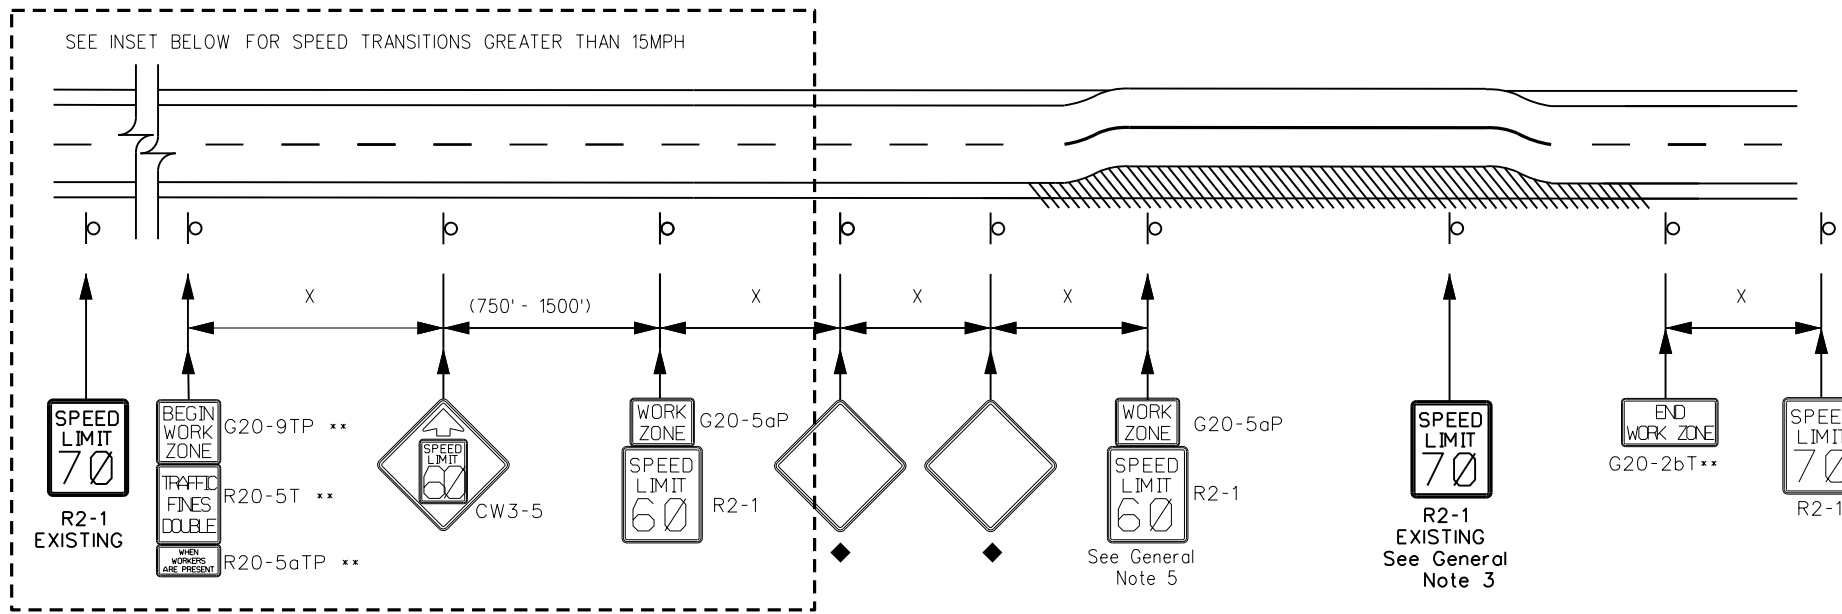 SEE INSET BELOW FOR SPEED TRANSITIONS GREATER THAN 15MPH
X
(750' - 1500')
X
X
X
X
SPEED
LIMIT
70
R2-1
EXISTING
BEGIN
WORK
ZONE
G20-9TP **
TRAFFIC
FINES
DOUBLE
R20-5T **
WHEN
WORKERS
ARE PRESENT
R20-5aTP **
SPEED
LIMIT
60
CW3-5
WORK
ZONE
G20-5aP
SPEED
LIMIT
60
R2-1
WORK
ZONE
G20-5aP
SPEED
LIMIT
60
R2-1
See General
Note 5
SPEED
LIMIT
70
R2-1
EXISTING
See General
Note 3
END
WORK ZONE
G20-2bT**
SPEE
LIMIT
70
R2-1